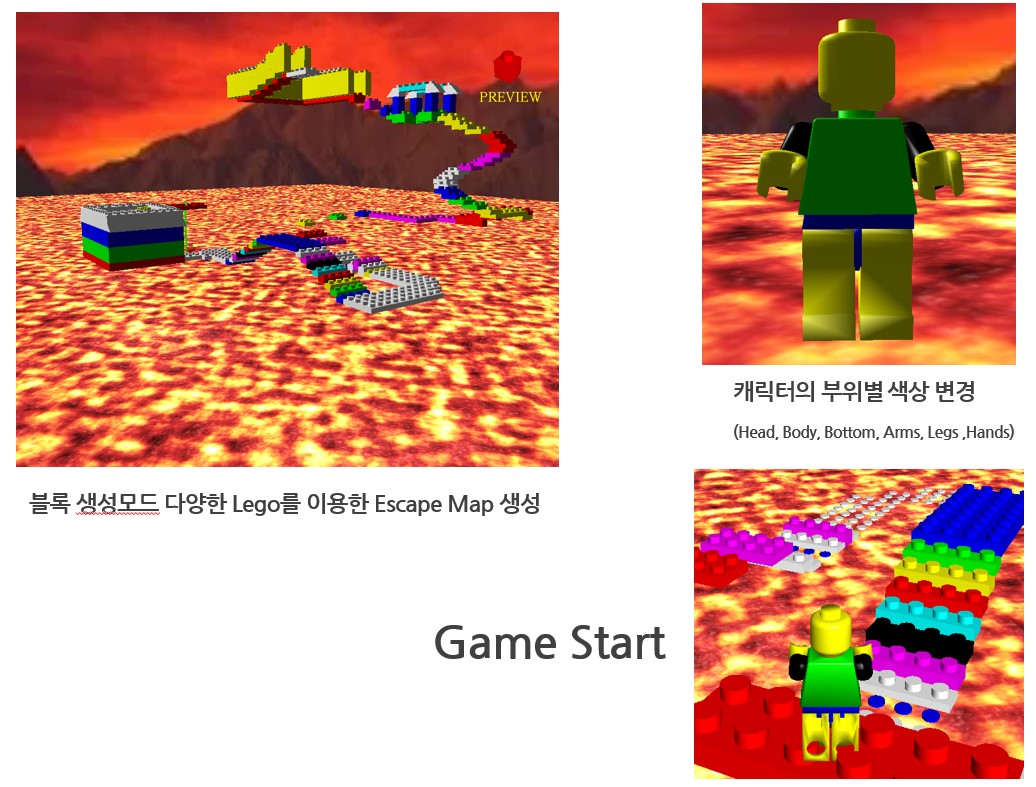 PREVIEW
블록 생성모드 다양한 Lego를 이용한 Escape Map 생성
캐릭터의 부위별 색상 변경
(Head, Body, Bottom, Arms, Legs ,Hands)
Game Start